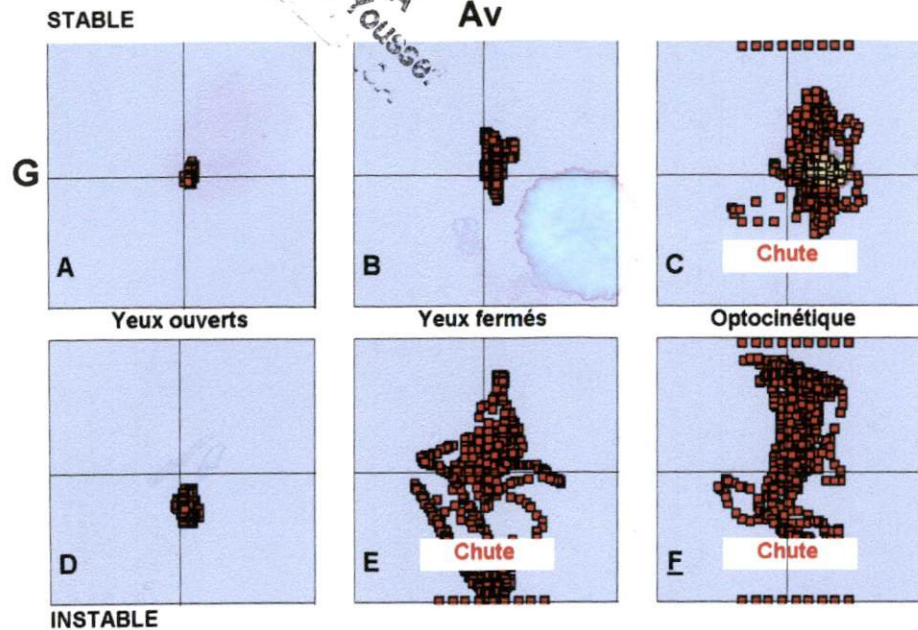 STABLE
Av
G
A
B
C
Chute
Yeux ouverts
Yeux fermés
Optocinétique
D
E
F
Chute
Chute
INSTABLE